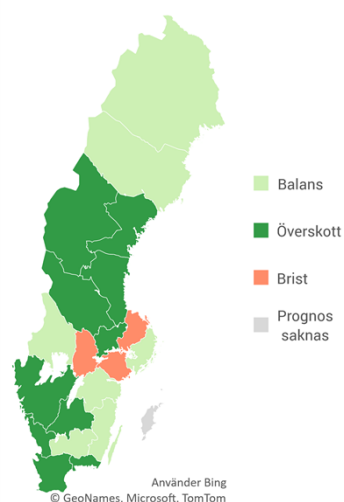 Balans
Överskott
Brist
Prognos
saknas
Använder Bing
© GeoNames, Microsoft, TomTom